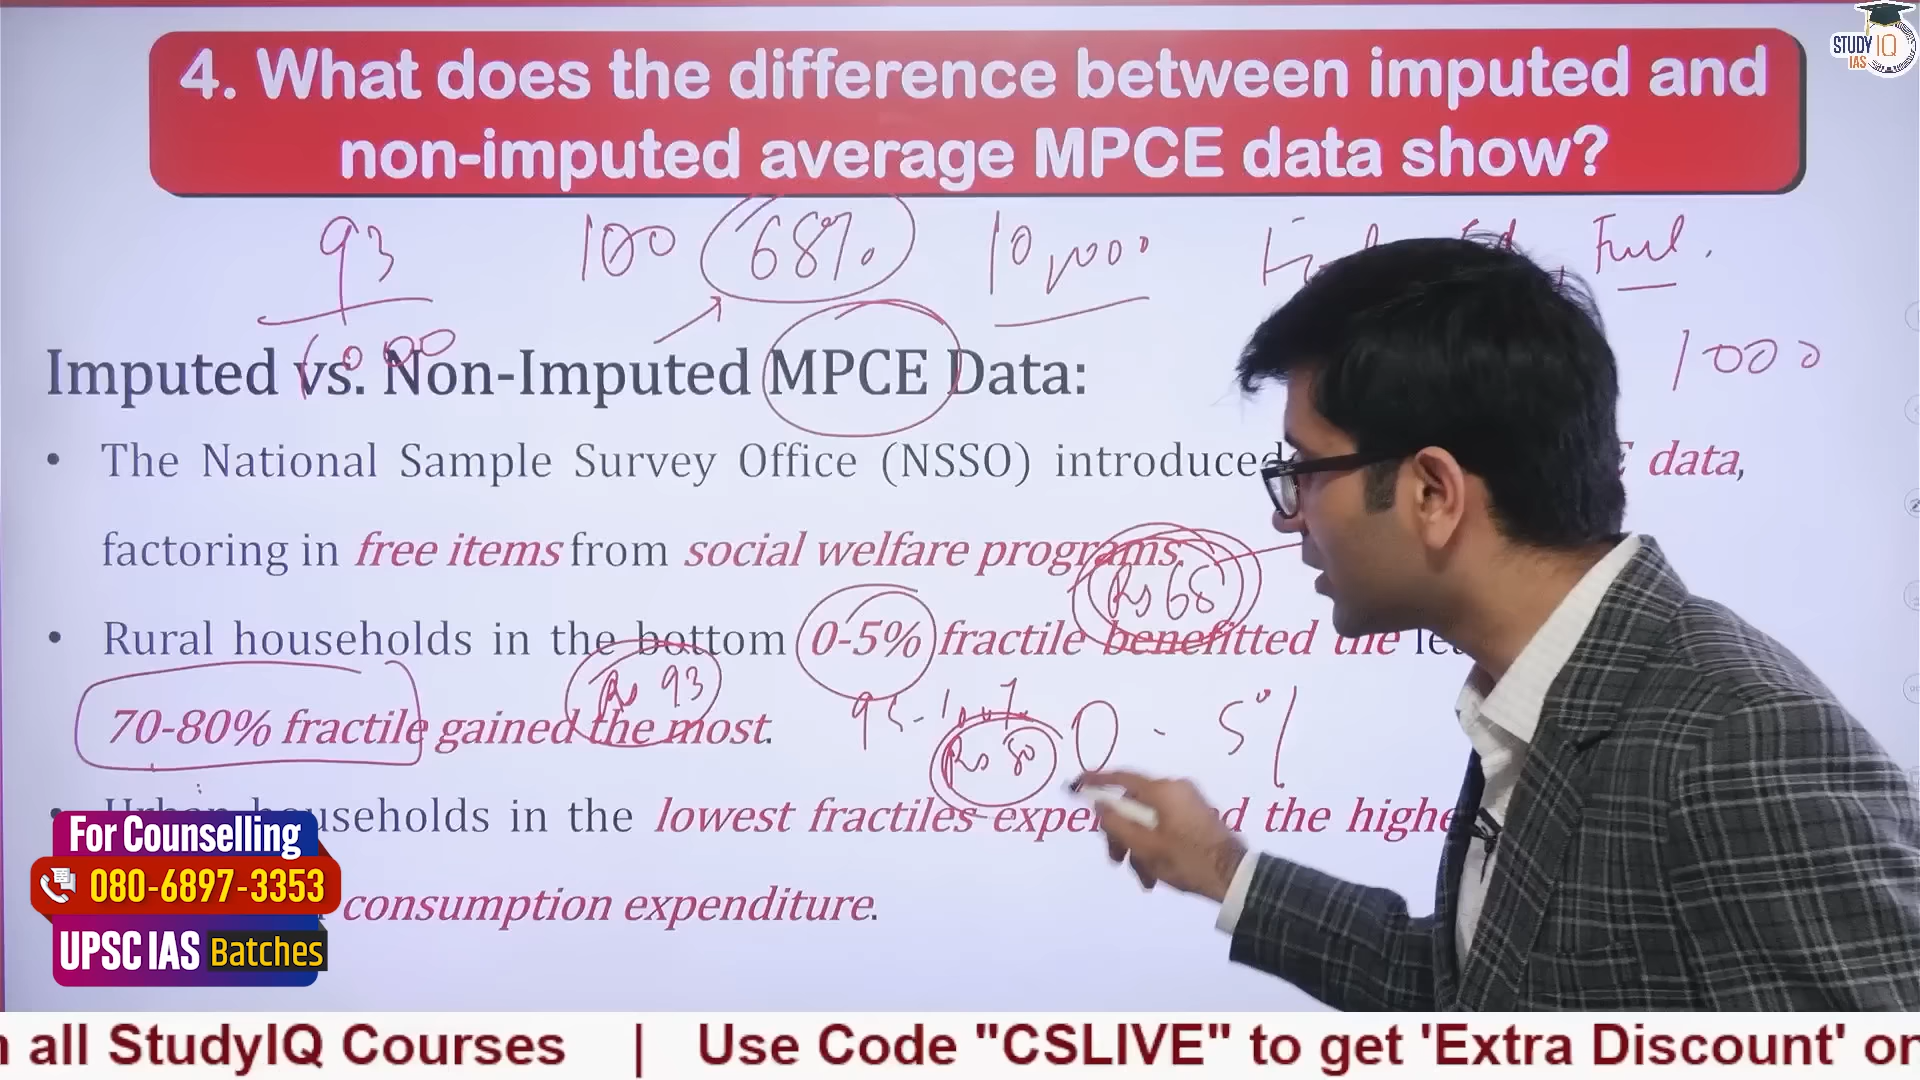 STUDY IQ
IAS
4. What does the difference between imputed and
non-imputed average MPCE data show?
93 100 68% 10,000 Fuel.
1000 1000
Imputed vs. Non-Imputed MPCE Data:
• The National Sample Survey Office (NSSO) introduced data,
factoring in free items from social welfare programs.
Rs 68
• Rural households in the bottom 0-5% fractile benefitted the
Rs 93
70-80% fractile gained the most.
95-100% Rs 80 0 - 5%
households in the lowest fractiles the
consumption expenditure.
For Counselling
080-6897-3353
UPSC IAS Batches
all StudyIQ Courses | Use Code "CSLIVE" to get 'Extra Discount' on